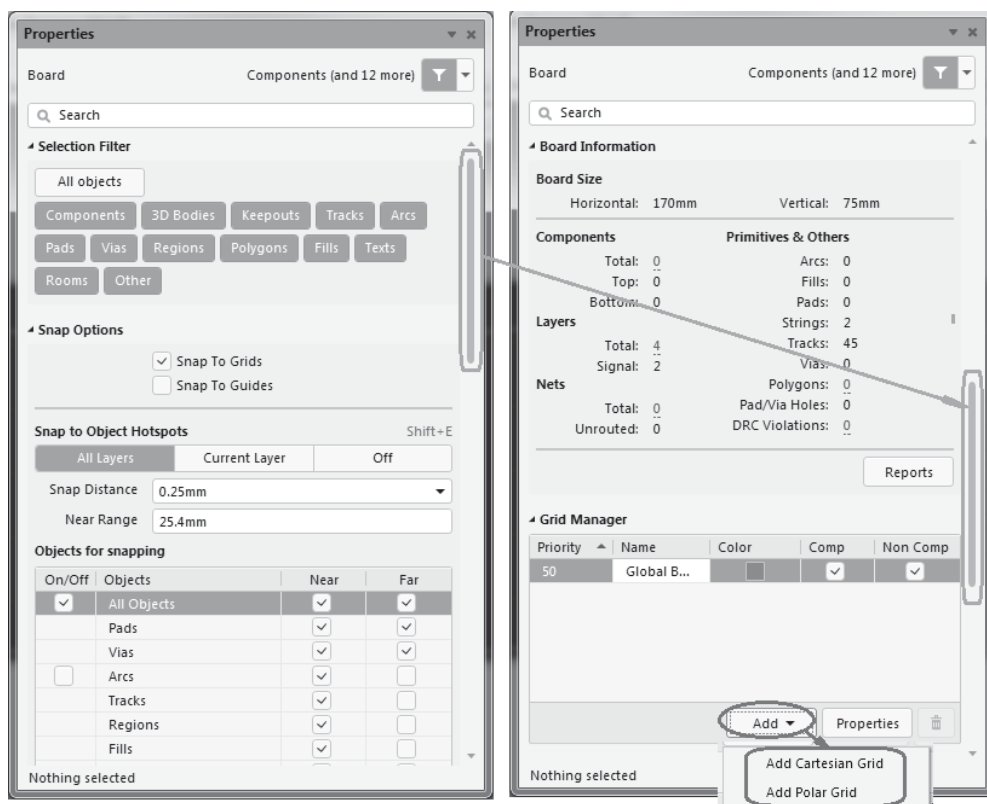 Properties
Board
Components (and 12 more)
Search
Selection Filter
All objects
Components 3D Bodies Keepouts Tracks Arcs
Pads Vias Regions Polygons Fills Texts
Rooms Other
Snap Options
Snap To Grids
Snap To Guides
Snap to Object Hotspots Shift+E
All Layers Current Layer Off
Snap Distance 0.25mm
Near Range 25.4mm
Objects for snapping
On/Off Objects Near Far
All Objects
Pads
Vias
Arcs
Tracks
Regions
Fills
Nothing selected
Properties
Board
Components (and 12 more)
Search
Board Information
Board Size
Horizontal: 170mm Vertical: 75mm
Components
Total: 0
Top: 0
Bottom: 0
Layers
Total: 4
Signal: 2
Nets
Total: 0
Unrouted: 0
Primitives & Others
Arcs: 0
Fills: 0
Pads: 0
Strings: 2
Tracks: 45
Vias: 0
Polygons: 0
Pad/Via Holes: 0
DRC Violations: 0
Reports
Grid Manager
Priority Name Color Comp Non Comp
50 Global B...
Add Properties
Add Cartesian Grid
Add Polar Grid
Nothing selected